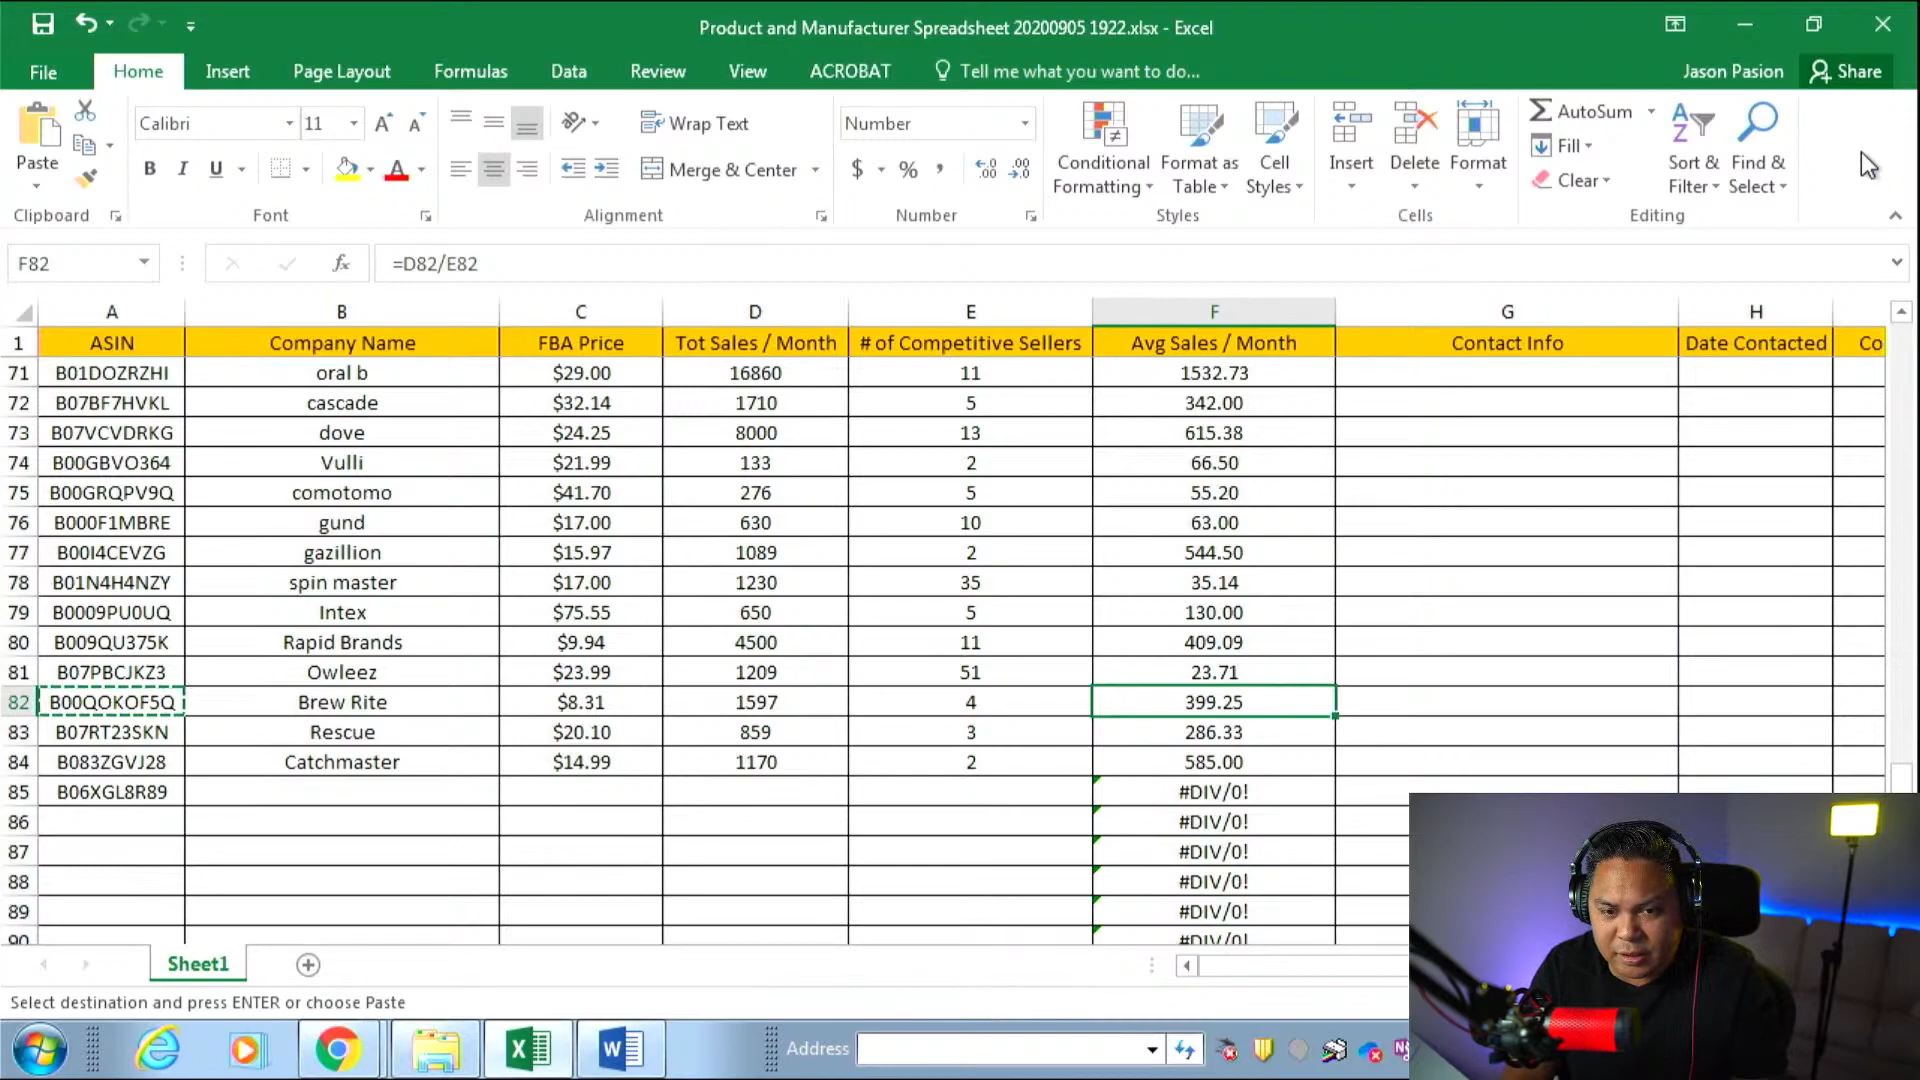 Product and Manufacturer Spreadsheet 20200905 1922.xlsx - Excel
File Home Insert Page Layout Formulas Data Review View ACROBAT Tell me what you want to do... Jason Pasion Share
Paste
Clipboard
Calibri 11
B I U
Font
Wrap Text
Merge & Center
Alignment
Number
$ % ,
Number
Conditional Formatting
Format as Table
Cell Styles
Styles
Insert Delete Format
Cells
AutoSum
Fill
Clear
Sort & Filter
Find & Select
Editing
F82 fx =D82/E82
A B C D E F G H
1 ASIN Company Name FBA Price Tot Sales / Month # of Competitive Sellers Avg Sales / Month Contact Info Date Contacted Co
71 B01DOZRZHI oral b $29.00 16860 11 1532.73
72 B07BF7HVKL cascade $32.14 1710 5 342.00
73 B07VCVDRKG dove $24.25 8000 13 615.38
74 B00GBVO364 Vulli $21.99 133 2 66.50
75 B00GRQPV9Q comotomo $41.70 276 5 55.20
76 B000F1MBRE gund $17.00 630 10 63.00
77 B00I4CEVZG gazillion $15.97 1089 2 544.50
78 B01N4H4NZY spin master $17.00 1230 35 35.14
79 B0009PU0UQ Intex $75.55 650 5 130.00
80 B009QU375K Rapid Brands $9.94 4500 11 409.09
81 B07PBCJKZ3 Owleez $23.99 1209 51 23.71
82 B00QOKOF5Q Brew Rite $8.31 1597 4 399.25
83 B07RT23SKN Rescue $20.10 859 3 286.33
84 B083ZGVJ28 Catchmaster $14.99 1170 2 585.00
85 B06XGL8R89 #DIV/0!
86 #DIV/0!
87 #DIV/0!
88 #DIV/0!
89 #DIV/0!
90 #DIV/0!
Sheet1
Select destination and press ENTER or choose Paste
Address